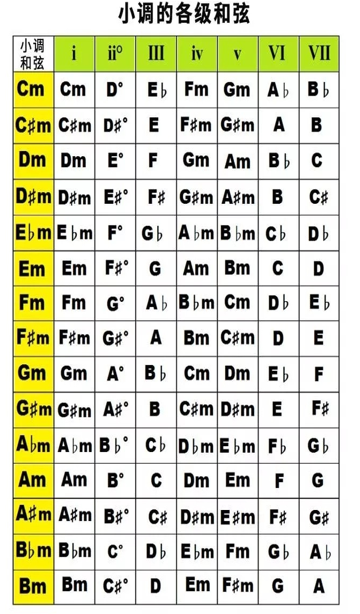 小调的各级和弦
小调和弦 i ii° III iv v VI VII
Cm Cm D° E♭ Fm Gm A♭ B♭
C♯m C♯m D♯° E F♯m G♯m A B
Dm Dm E° F Gm Am B♭ C
D♯m D♯m E♯° F♯ G♯m A♯m B C♯
E♭m E♭m F° G♭ A♭m B♭m C♭ D♭
Em Em F♯° G Am Bm C D
Fm Fm G° A♭ B♭m Cm D♭ E♭
F♯m F♯m G♯° A Bm C♯m D E
Gm Gm A° B♭ Cm Dm E♭ F
G♯m G♯m A♯° B C♯m D♯m E F♯
A♭m A♭m B♭° C♭ D♭m E♭m F♭ G♭
Am Am B° C Dm Em F G
A♯m A♯m B♯° C♯ D♯m E♯m F♯ G♯
B♭m B♭m C° D♭ E♭m Fm G♭ A♭
Bm Bm C♯° D Em F♯m G A